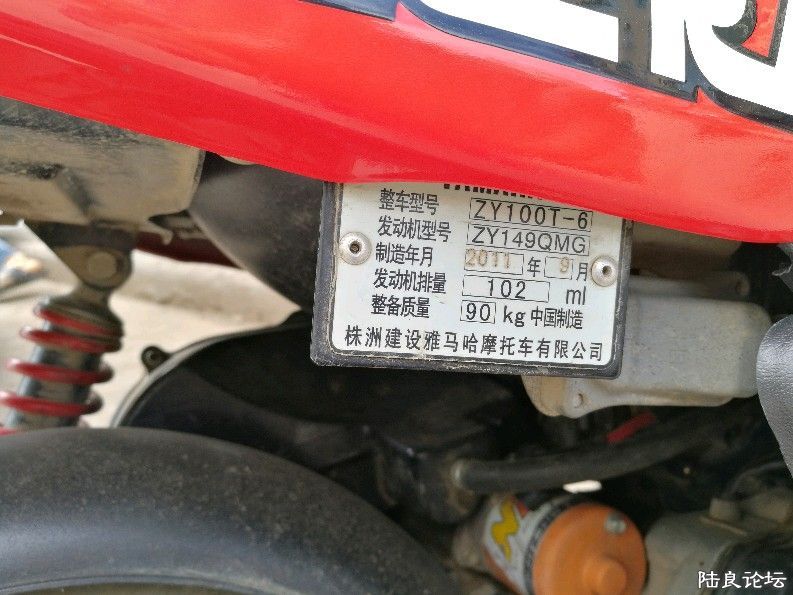 整车型号 ZY100T-6
发动机型号 ZY149QMG
制造年月 2011 年 9 月
发动机排量 102 ml
整备质量 90 kg 中国制造
株洲建设雅马哈摩托车有限公司
陆良论坛